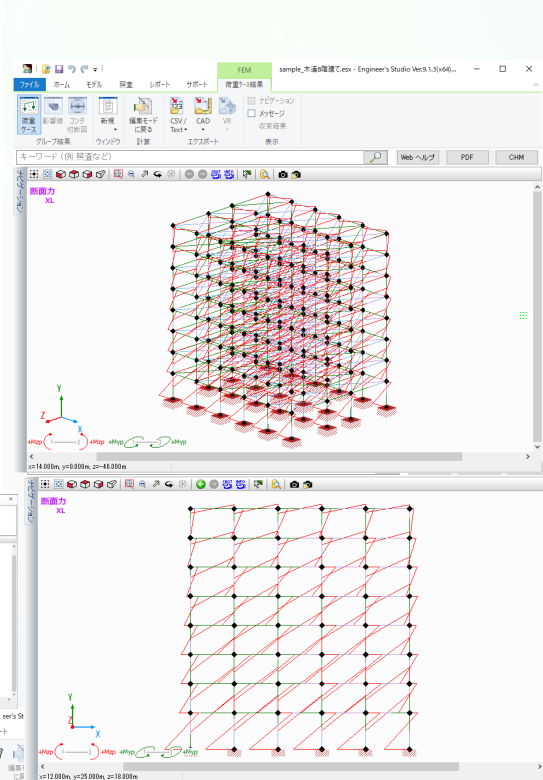 FEM
sample_木造8階建て.esx - Engineer's Studio Ver.9.1.3(x64)...
ファイル ホーム モデル 照査 レポート サポート 荷重ケース結果
荷重ケース 影響線 コンタ切断図 新規 編集モードに戻る CSV / Text CAD VR
ナビゲーション
メッセージ
収束結果
グループ結果 ウィンドウ 計算 エクスポート 表示
キーワード (例 照査など) Web ヘルプ PDF CHM
ナビゲーション
断面力
XL
Y
Z X
+Mzp +Mzp +Myp +Myp
x=14.000m, y=0.000m, z=-46.000m
ナビゲーション
断面力
XL
Y
Z X
+Mzp +Mzp +Myp +Myp
x=12.000m, y=25.000m, z=18.000m
eer's St
ート